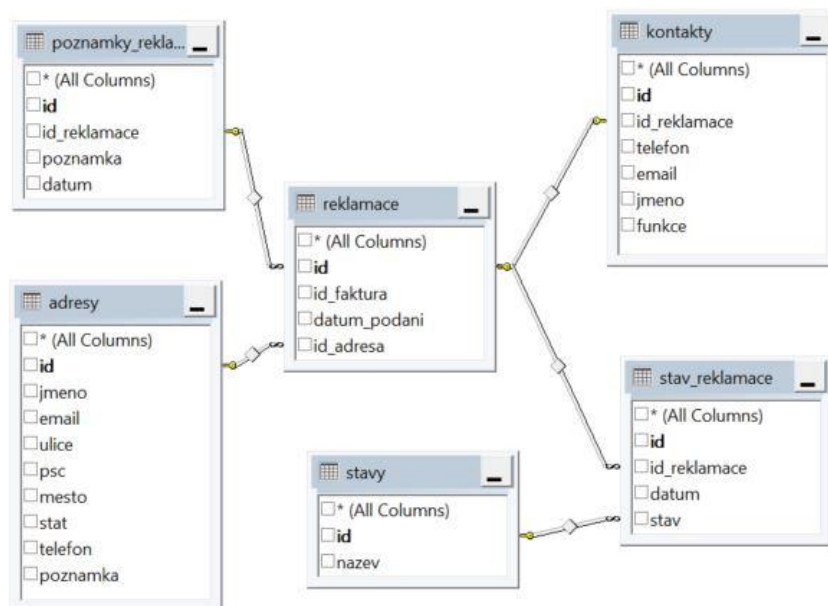 poznamky_rekla...
* (All Columns)
id
id_reklamace
poznamka
datum
kontakty
* (All Columns)
id
id_reklamace
telefon
email
jmeno
funkce
reklamace
* (All Columns)
id
id_faktura
datum_podani
id_adresa
adresy
* (All Columns)
id
jmeno
email
ulice
psc
mesto
stat
telefon
poznamka
stav_reklamace
* (All Columns)
id
id_reklamace
datum
stav
stavy
* (All Columns)
id
nazev